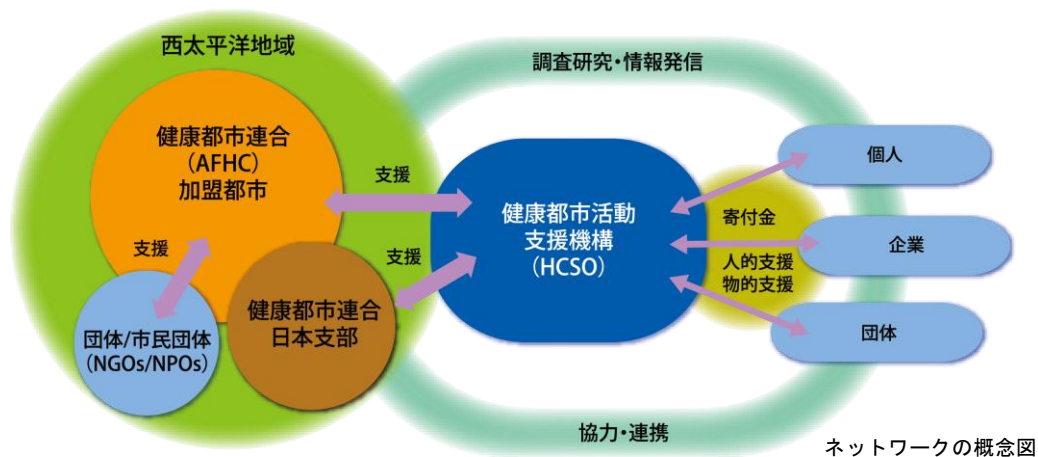 西太平洋地域
健康都市連合
(AFHC)
加盟都市
支援
団体/市民団体
(NGOs/NPOs)
健康都市連合
日本支部
支援
支援
調査研究・情報発信
健康都市活動
支援機構
(HCSO)
寄付金
人的支援
物的支援
個人
企業
団体
協力・連携
ネットワークの概念図